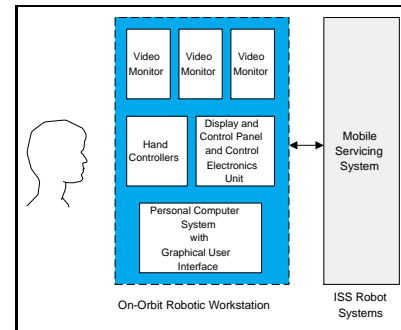 Video
Monitor
Video
Monitor
Video
Monitor
Hand
Controllers
Display and
Control Panel
and Control
Electronics
Unit
Mobile
Servicing
System
Personal Computer
System
with
Graphical User
Interface
On-Orbit Robotic Workstation
ISS Robot
Systems